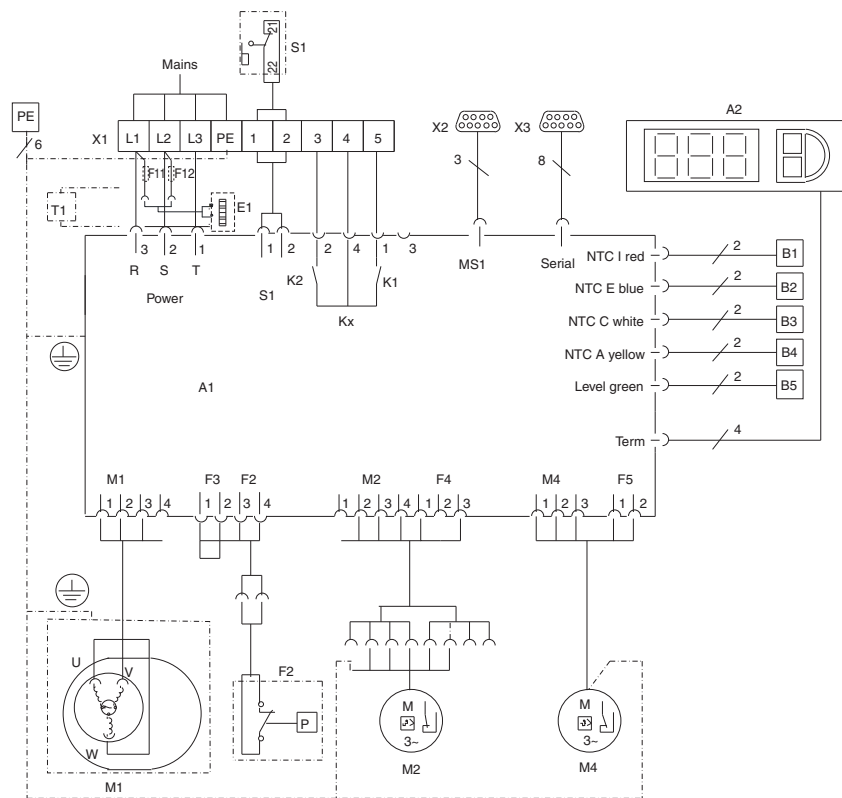 21
S1
22
Mains
A2
PE
X2
X3
X1 L1 L2 L3 PE 1 2 3 4 5
6
3
8
F11 F12
T1
E1
3 2 1
1 2
2 4 1 3
R S T
K2
K1
MS1
Serial
Power
S1
Kx
NTC I red 2 B1
NTC E blue 2 B2
NTC C white 2 B3
NTC A yellow 2 B4
Level green 2 B5
A1
Term 4
M1 F3 F2 M2 F4 M4 F5
1 2 3 4 1 2 3 4 1 2 3 4 1 2 3 1 2 3 1 2
U
V
W
M1
F2
P
M
3~
M2
M
3~
M4